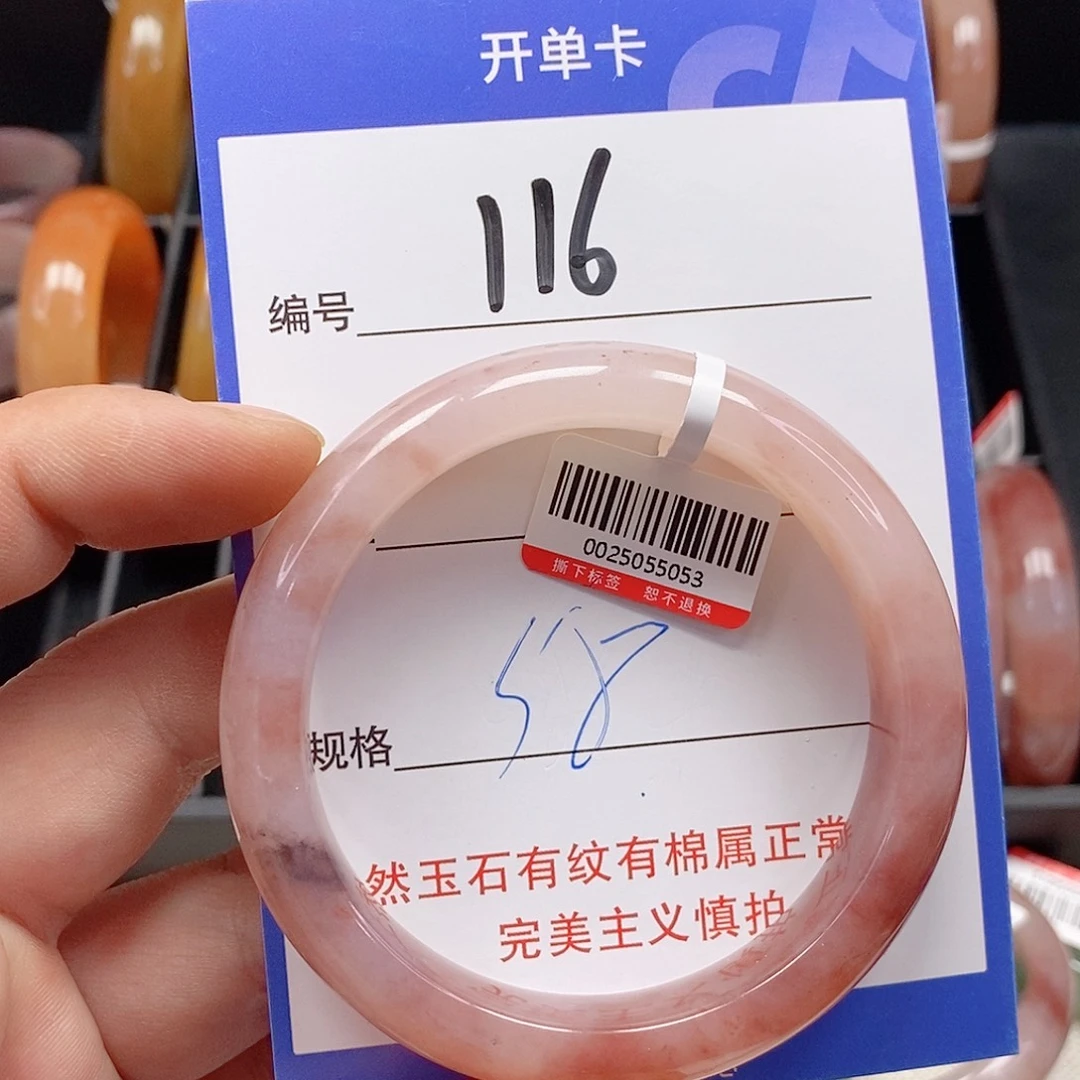 开单卡
编号 116
0025055053
撕下标签 恕不退换
规格 58
然玉石有纹有棉属正常
完美主义慎拍